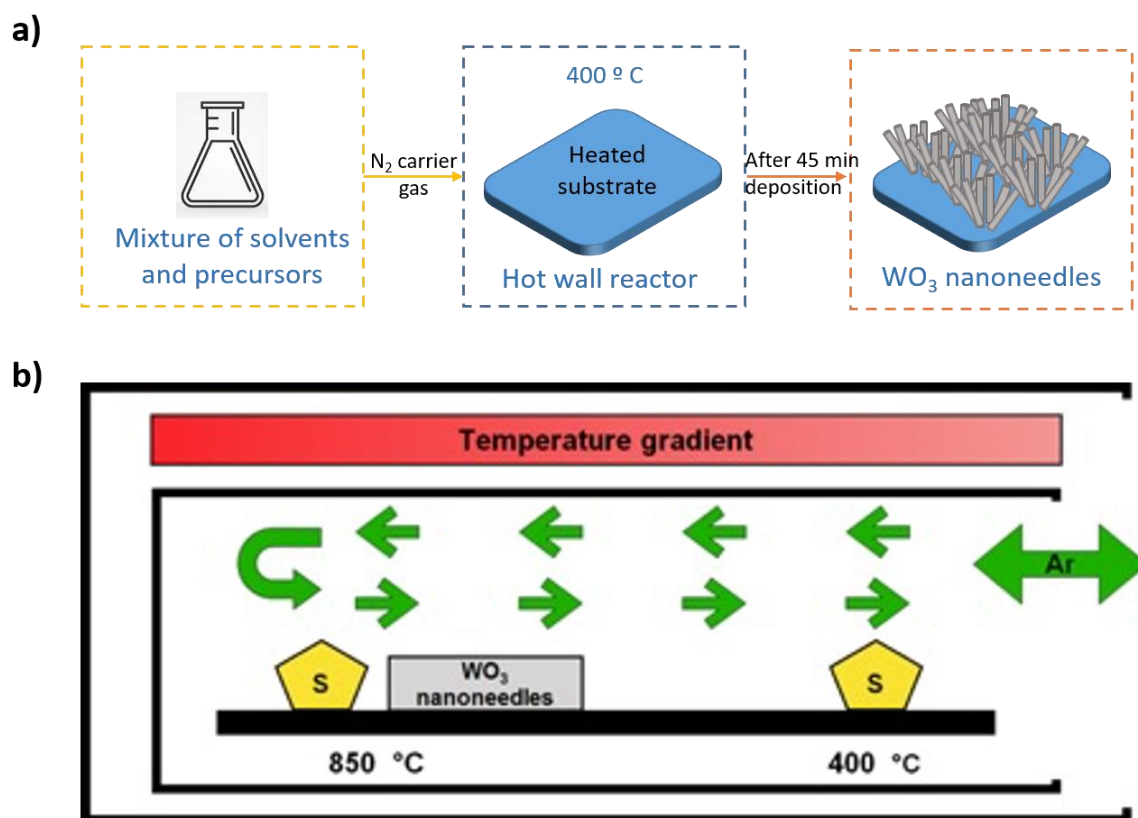 a)
400 º C
N₂ carrier
gas
Heated
substrate
After 45 min
deposition
Mixture of solvents
and precursors
Hot wall reactor
WO₃ nanoneedles
b)
Temperature gradient
Ar
S
WO₃
nanoneedles
S
850 °C
400 °C